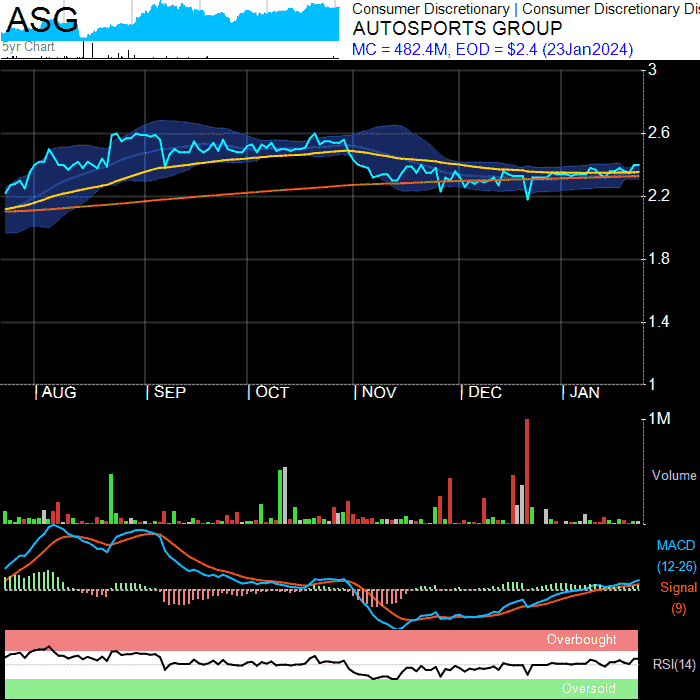 ASG
5yr Chart
Consumer Discretionary | Consumer Discretionary Dis
AUTOSPORTS GROUP
MC = 482.4M, EOD = $2.4 (23Jan2024)
3
2.6
2.2
1.8
1.4
1
| AUG | SEP | OCT | NOV | DEC | JAN
1M
Volume
MACD
(12-26)
Signal
(9)
Overbought
RSI(14)
Oversold